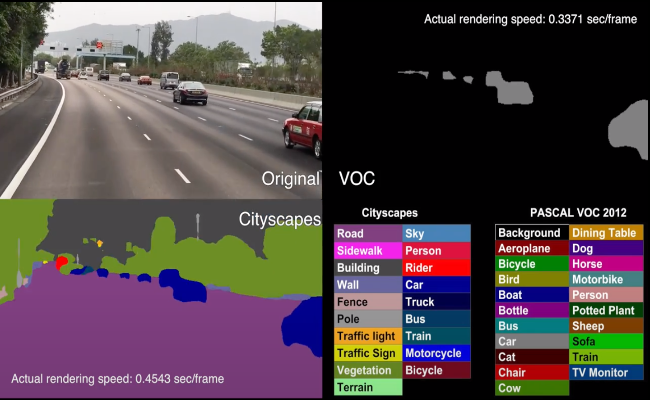 Actual rendering speed: 0.3371 sec/frame
Original
VOC
Cityscapes
Actual rendering speed: 0.4543 sec/frame
Cityscapes
Road Sky
Sidewalk Person
Building Rider
Wall Car
Fence Truck
Pole Bus
Traffic light Train
Traffic Sign Motorcycle
Vegetation Bicycle
Terrain
PASCAL VOC 2012
Background Dining Table
Aeroplane Dog
Bicycle Horse
Bird Motorbike
Boat Person
Bottle Potted Plant
Bus Sheep
Car Sofa
Cat Train
Chair TV Monitor
Cow